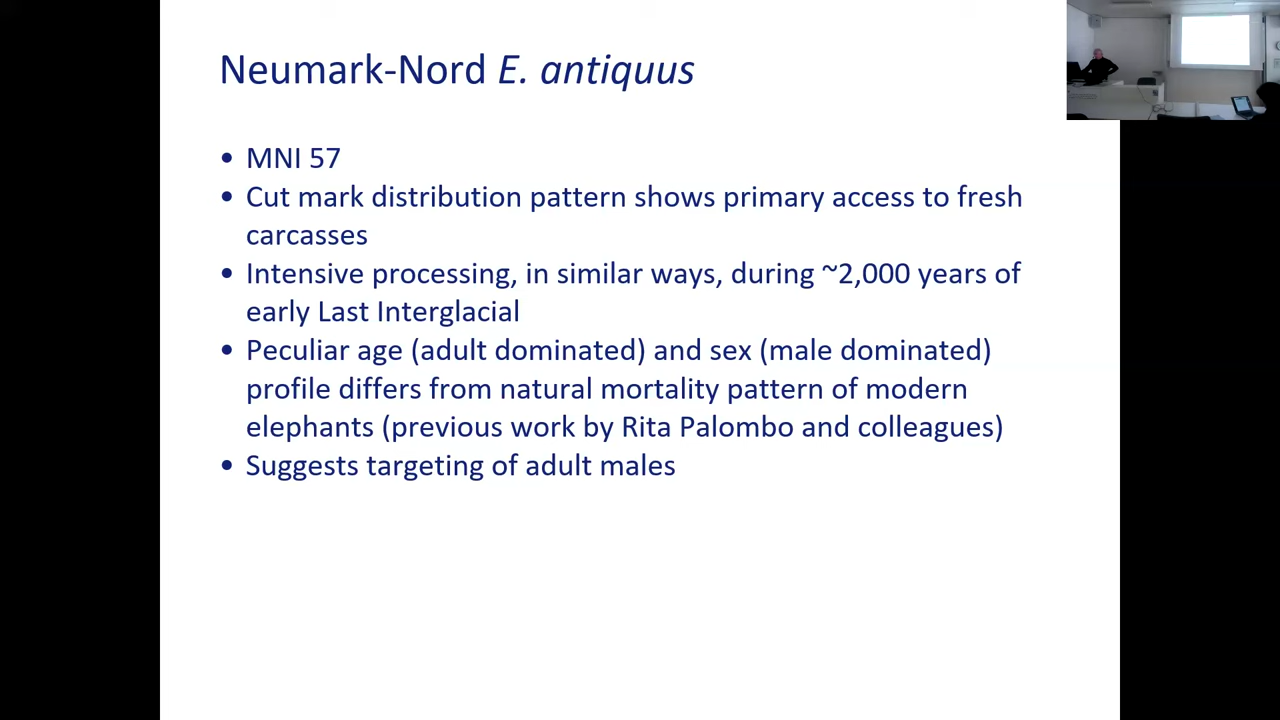 Neumark-Nord E. antiquus
• MNI 57
• Cut mark distribution pattern shows primary access to fresh
carcasses
• Intensive processing, in similar ways, during ~2,000 years of
early Last Interglacial
• Peculiar age (adult dominated) and sex (male dominated)
profile differs from natural mortality pattern of modern
elephants (previous work by Rita Palombo and colleagues)
• Suggests targeting of adult males